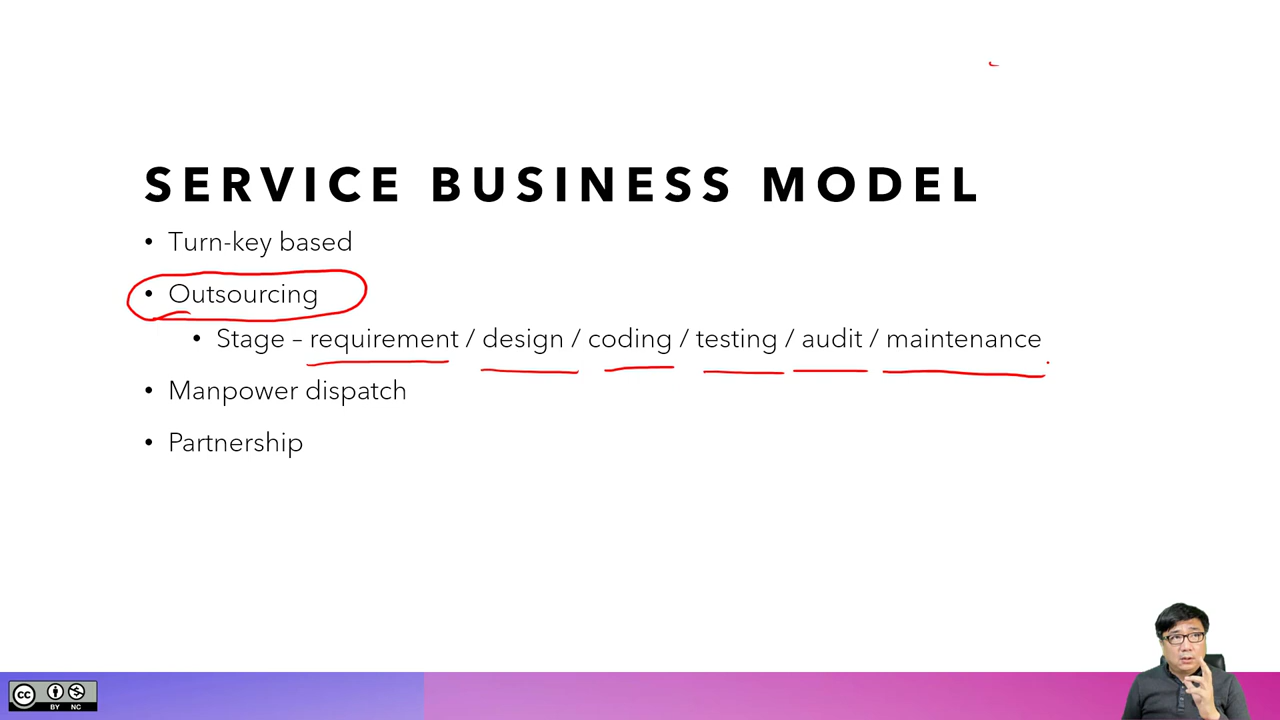 SERVICE BUSINESS MODEL
• Turn-key based
• Outsourcing
• Stage – requirement / design / coding / testing / audit / maintenance
• Manpower dispatch
• Partnership
cc BY NC